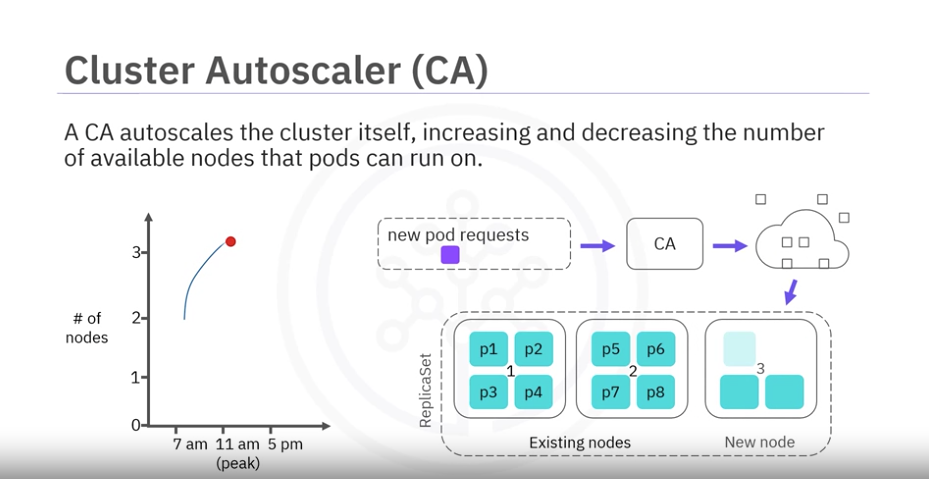 Cluster Autoscaler (CA)
A CA autoscales the cluster itself, increasing and decreasing the number
of available nodes that pods can run on.
3
2
1
0
# of
nodes
7 am 11 am 5 pm
(peak)
new pod requests
CA
ReplicaSet
p1 p2
1
p3 p4
p5 p6
2
p7 p8
3
Existing nodes
New node